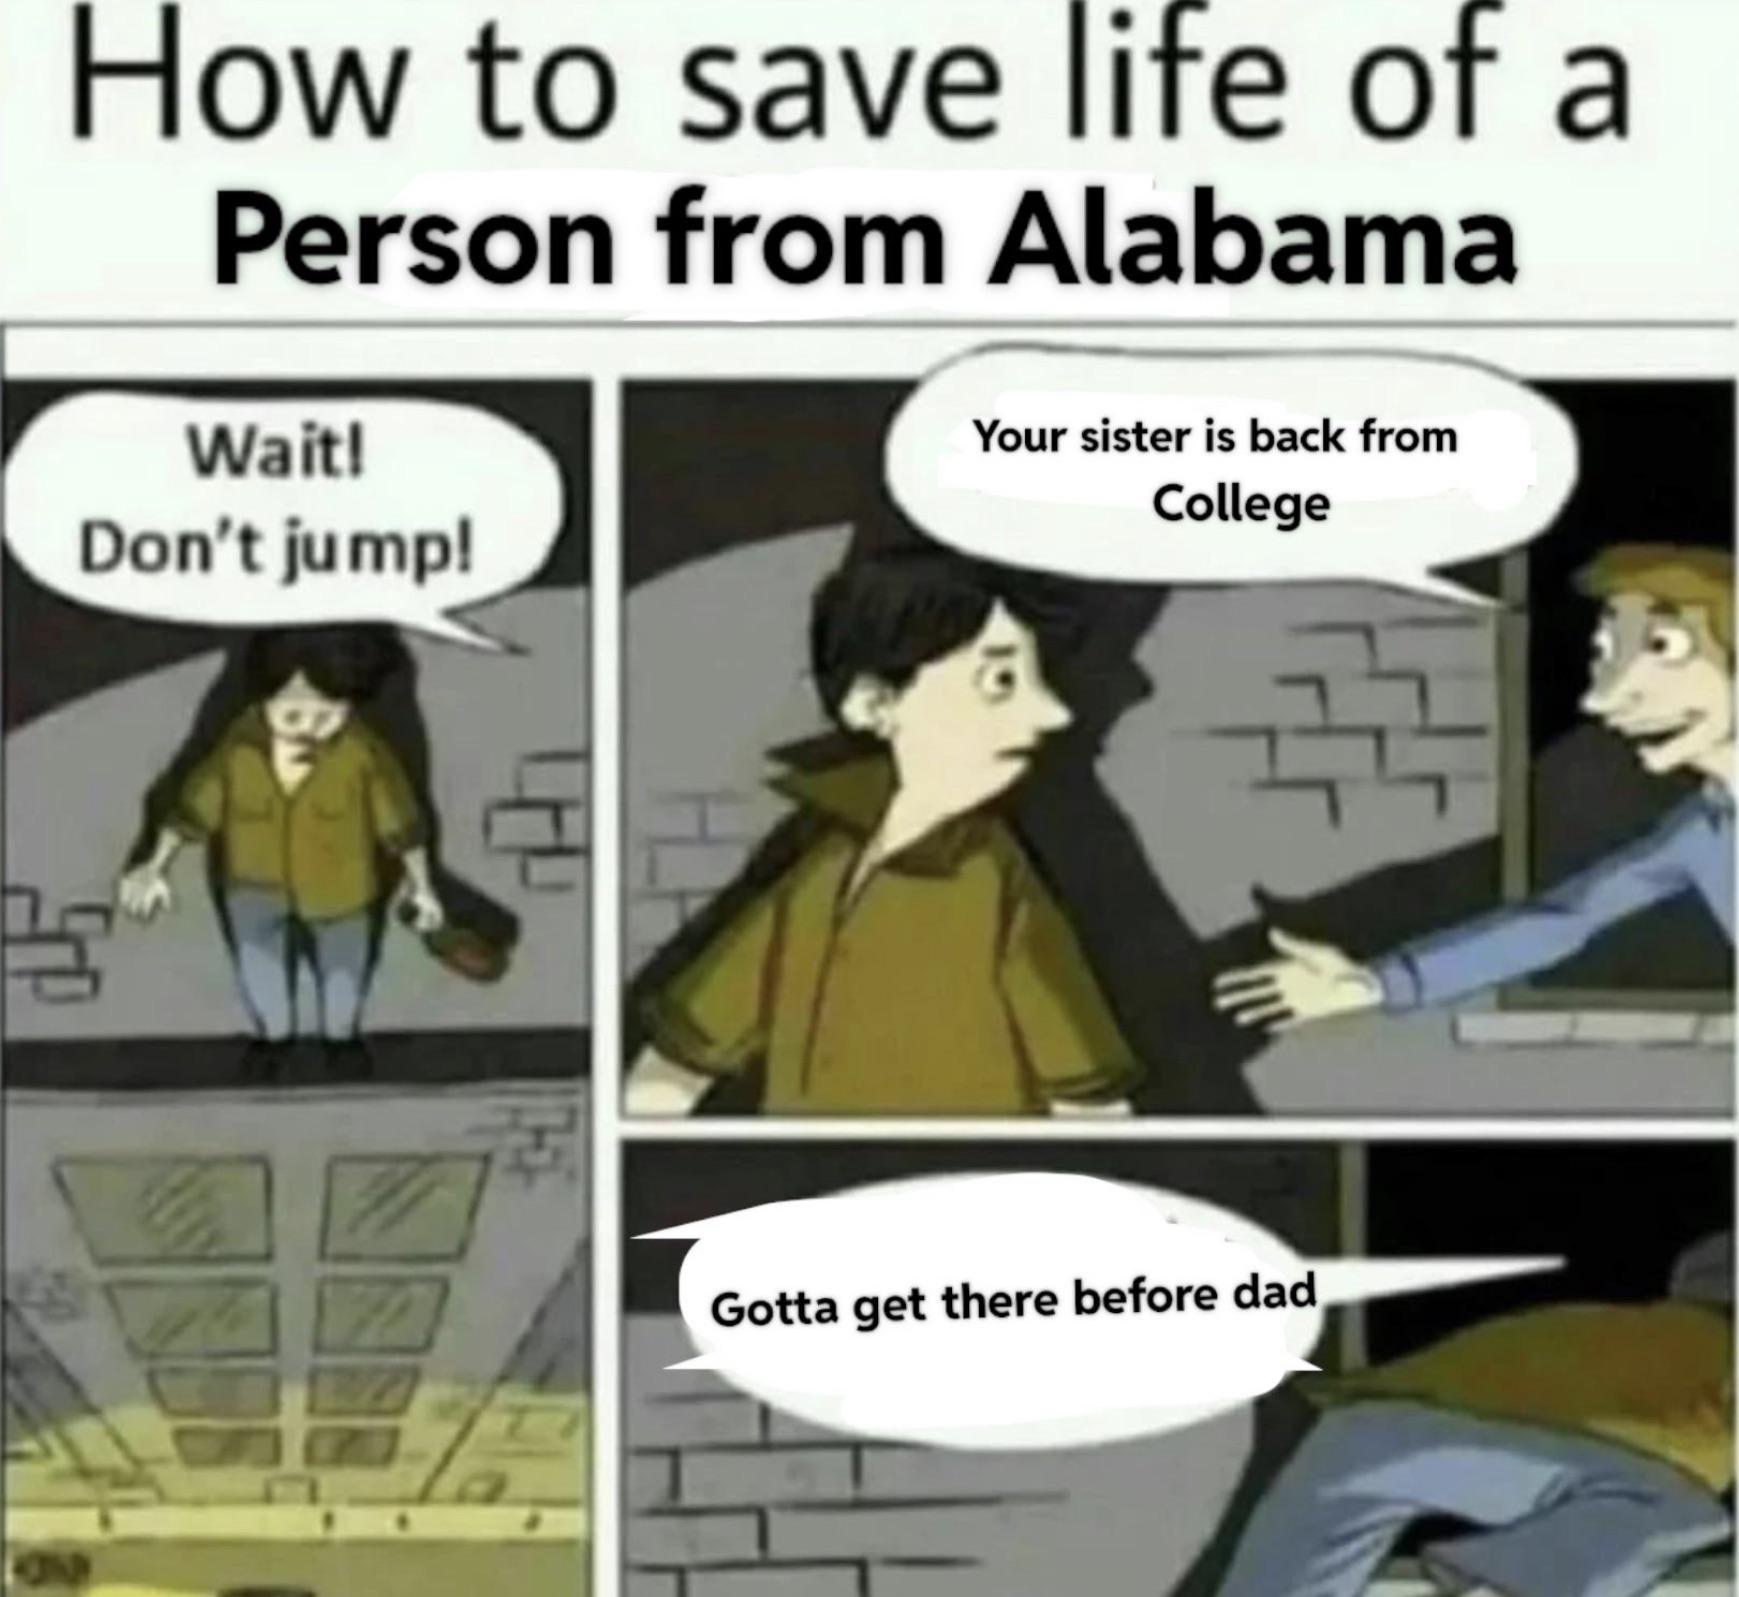 How to save life of a
Person from Alabama
Wait!
Don't jump!
Your sister is back from
College
Gotta get there before dad